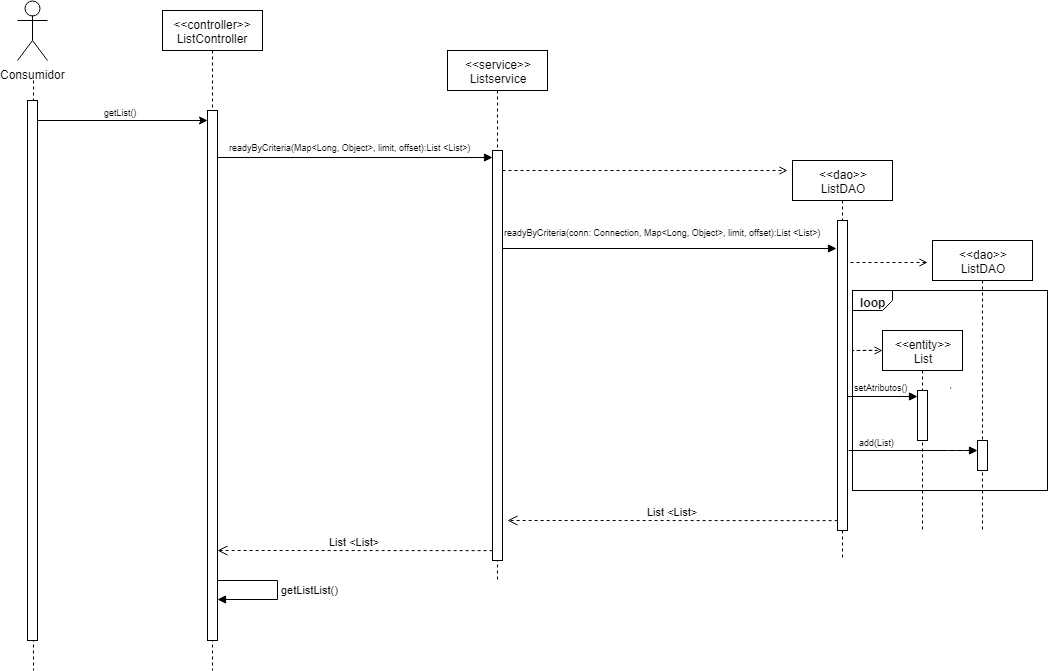 <<controller>>
ListController
<<service>>
Listservice
Consumidor
getList()
readyByCriteria(Map<Long, Object>, limit, offset):List <List>)
<<dao>>
ListDAO
readyByCriteria(conn: Connection, Map<Long, Object>, limit, offset):List <List>)
<<dao>>
ListDAO
loop
<<entity>>
List
setAtributos()
add(List)
List <List>
List <List>
getListList()